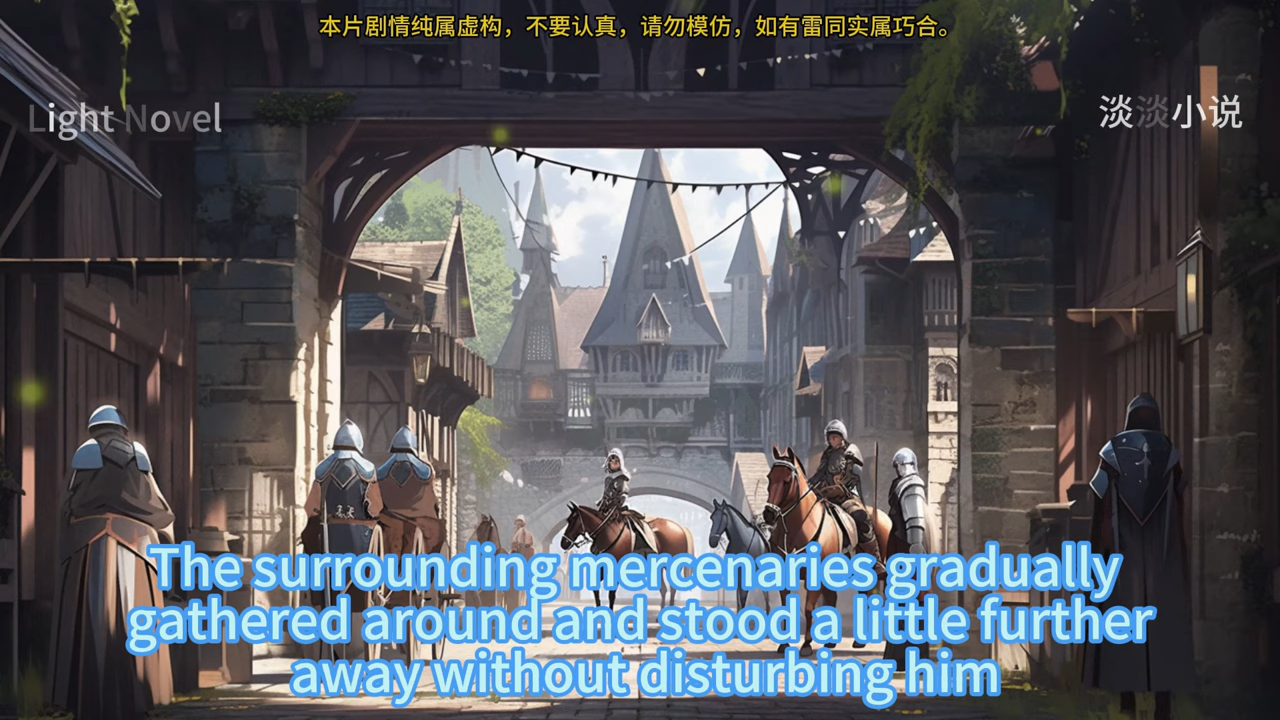 本片剧情纯属虚构，不要认真，请勿模仿，如有雷同实属巧合。
Light Novel
淡淡小说
The surrounding mercenaries gradually
gathered around and stood a little further
away without disturbing him